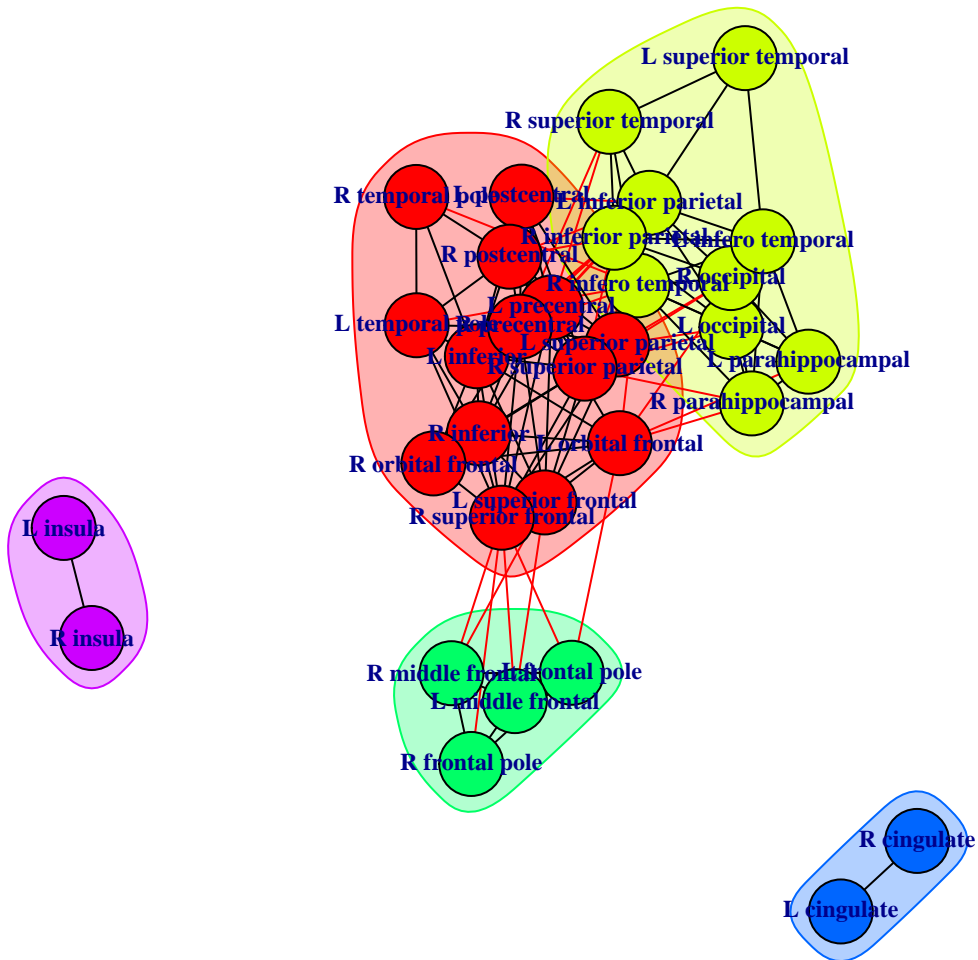 L superior temporal
R superior temporal
R temporal pole
L postcentral
L inferior parietal
R inferior parietal
L infero temporal
R postcentral
R occipital
R infero temporal
L precentral
L temporal pole
R precentral
L occipital
L superior parietal
L inferior
R superior parietal
L parahippocampal
R parahippocampal
R inferior
L orbital frontal
R orbital frontal
L superior frontal
R superior frontal
L insula
R insula
R middle frontal
L frontal pole
L middle frontal
R frontal pole
R cingulate
L cingulate